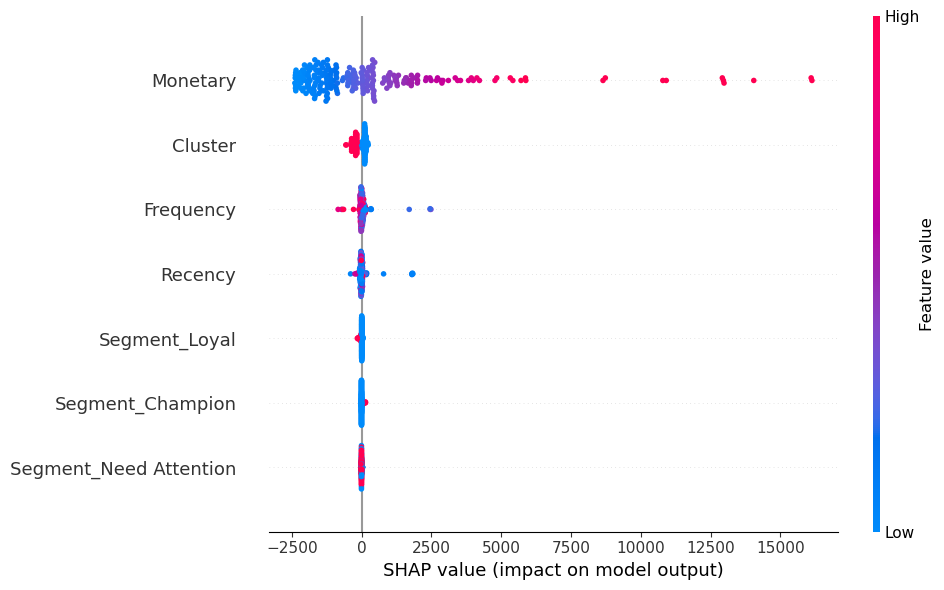 High
Monetary
Cluster
Frequency
Recency
Segment_Loyal
Segment_Champion
Segment_Need Attention
Feature value
Low
−2500 0 2500 5000 7500 10000 12500 15000
SHAP value (impact on model output)